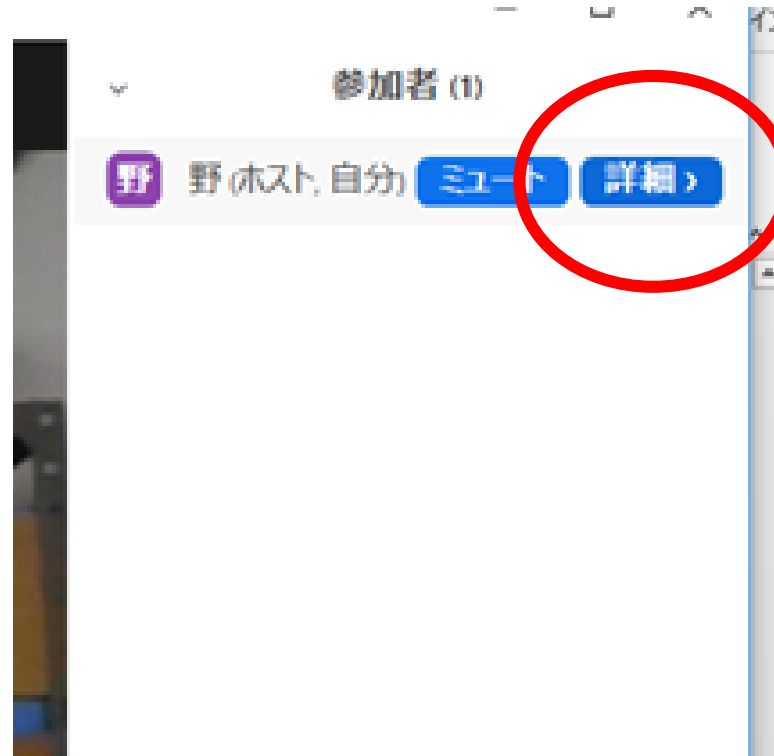 参加者 (1)
野 野 (ホスト, 自分) ミュート 詳細 ›